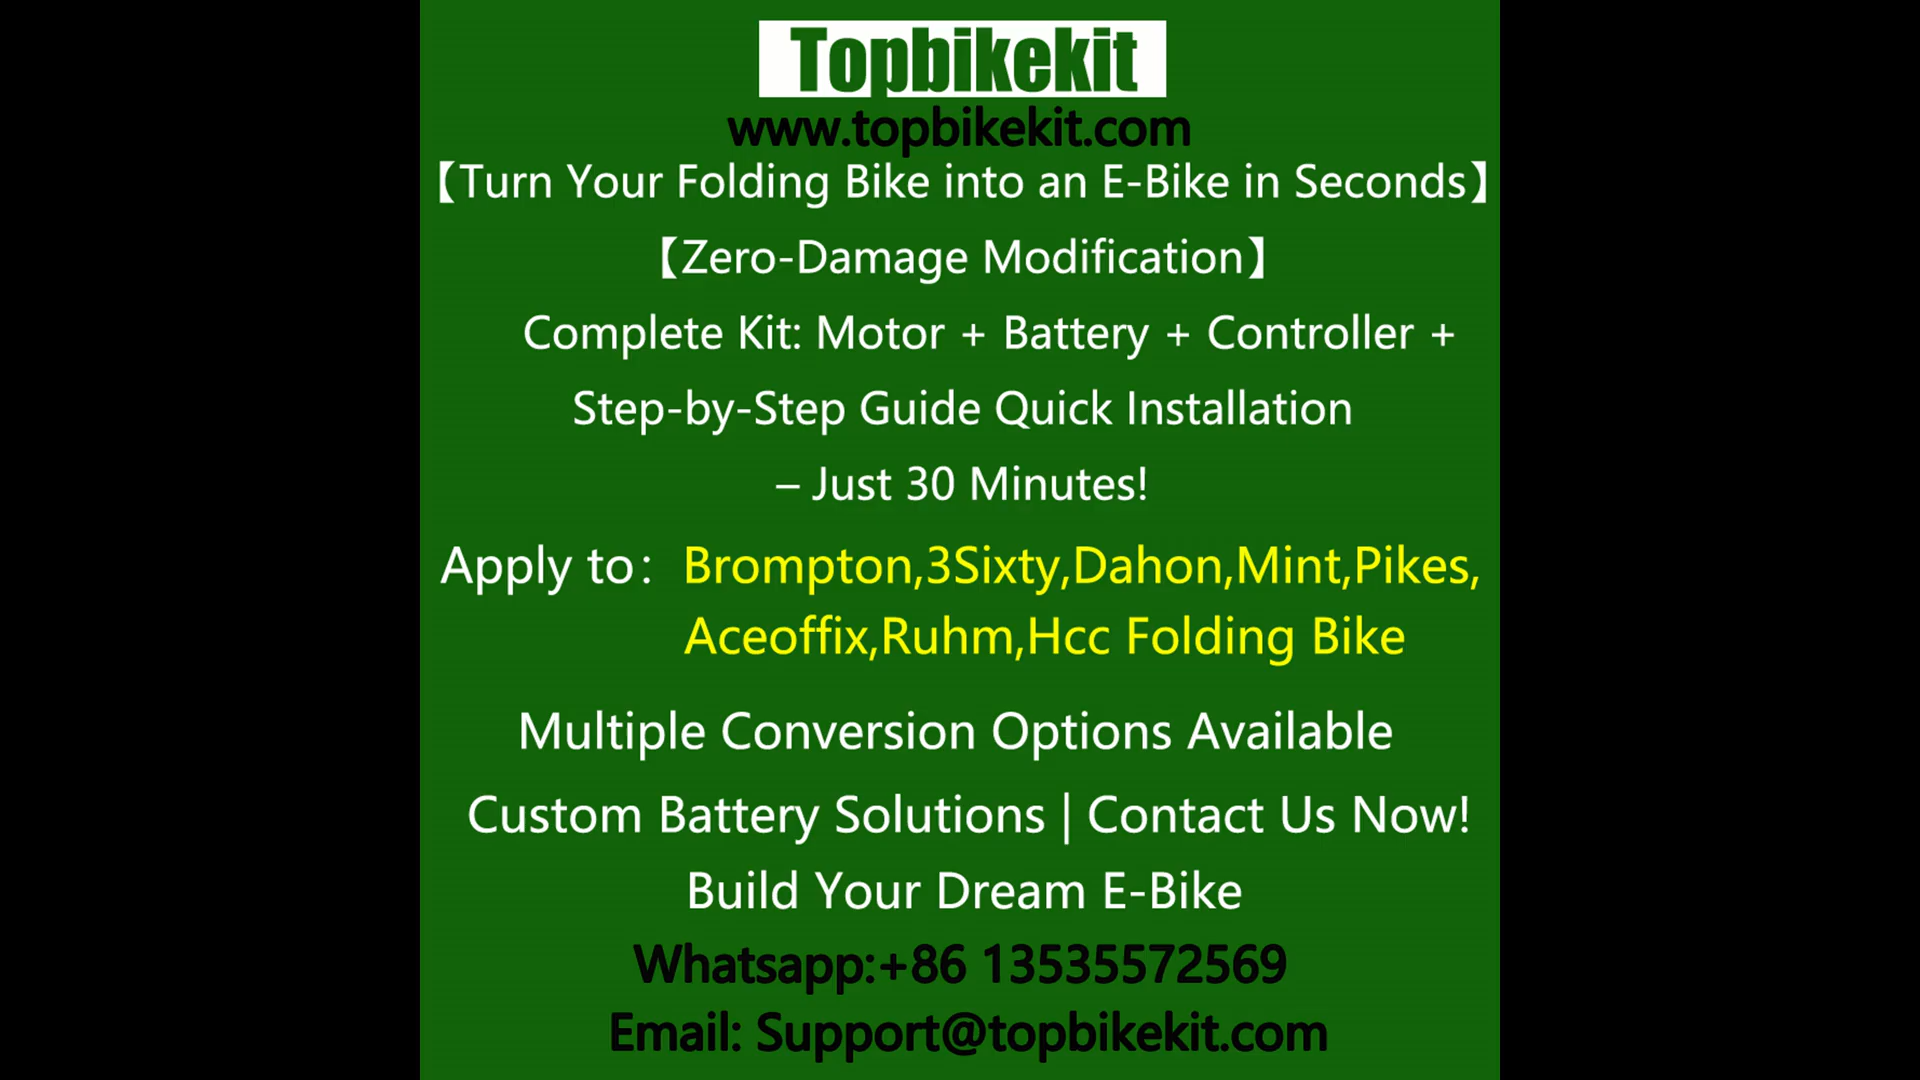 Topbikekit
www.topbikekit.com
【Turn Your Folding Bike into an E-Bike in Seconds】
【Zero-Damage Modification】
Complete Kit: Motor + Battery + Controller +
Step-by-Step Guide Quick Installation
– Just 30 Minutes!
Apply to: Brompton,3Sixty,Dahon,Mint,Pikes,
Aceoffix,Ruhm,Hcc Folding Bike
Multiple Conversion Options Available
Custom Battery Solutions | Contact Us Now!
Build Your Dream E-Bike
Whatsapp:+86 13535572569
Email: Support@topbikekit.com